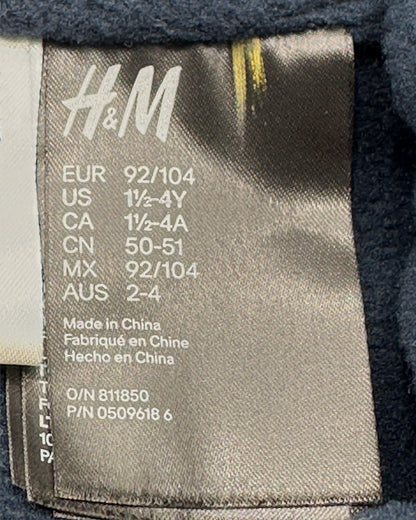 H&M
EUR 92/104
US 1½-4Y
CA 1½-4A
CN 50-51
MX 92/104
AUS 2-4
Made in China
Fabriqué en Chine
Hecho en China
O/N 811850
P/N 0509618 6